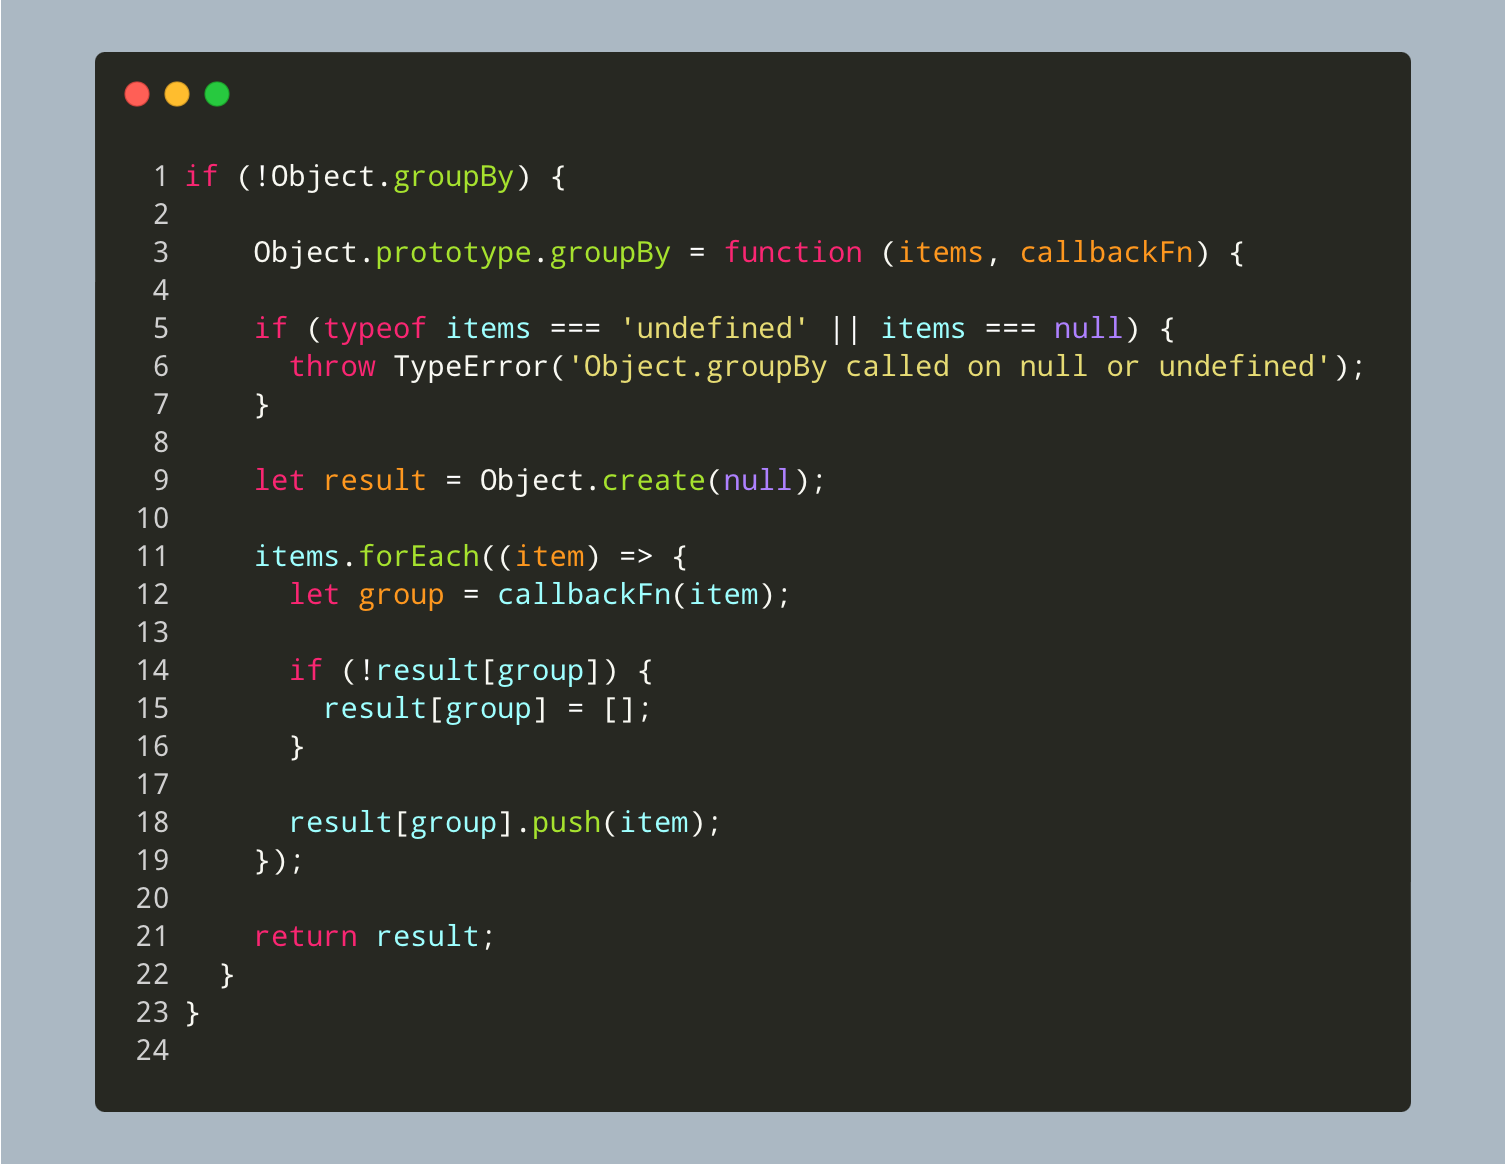 1 if (!Object.groupBy) {
2
3     Object.prototype.groupBy = function (items, callbackFn) {
4
5     if (typeof items === 'undefined' || items === null) {
6       throw TypeError('Object.groupBy called on null or undefined');
7     }
8
9     let result = Object.create(null);
10
11     items.forEach((item) => {
12       let group = callbackFn(item);
13
14       if (!result[group]) {
15         result[group] = [];
16       }
17
18       result[group].push(item);
19     });
20
21     return result;
22   }
23 }
24